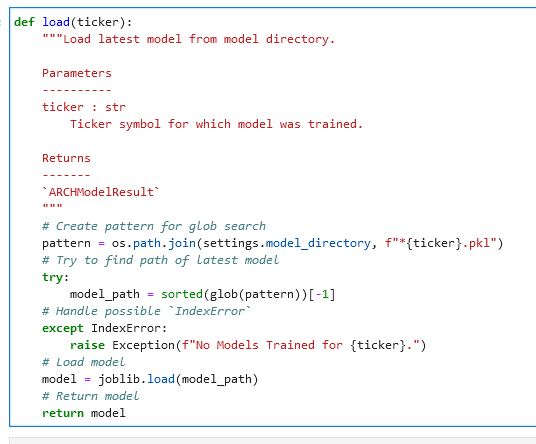 def load(ticker):
    """Load latest model from model directory.

    Parameters
    ----------
    ticker : str
        Ticker symbol for which model was trained.

    Returns
    -------
    `ARCHModelResult`
    """
    # Create pattern for glob search
    pattern = os.path.join(settings.model_directory, f"*{ticker}.pkl")
    # Try to find path of latest model
    try:
        model_path = sorted(glob(pattern))[-1]
    # Handle possible `IndexError`
    except IndexError:
        raise Exception(f"No Models Trained for {ticker}.")
    # Load model
    model = joblib.load(model_path)
    # Return model
    return model